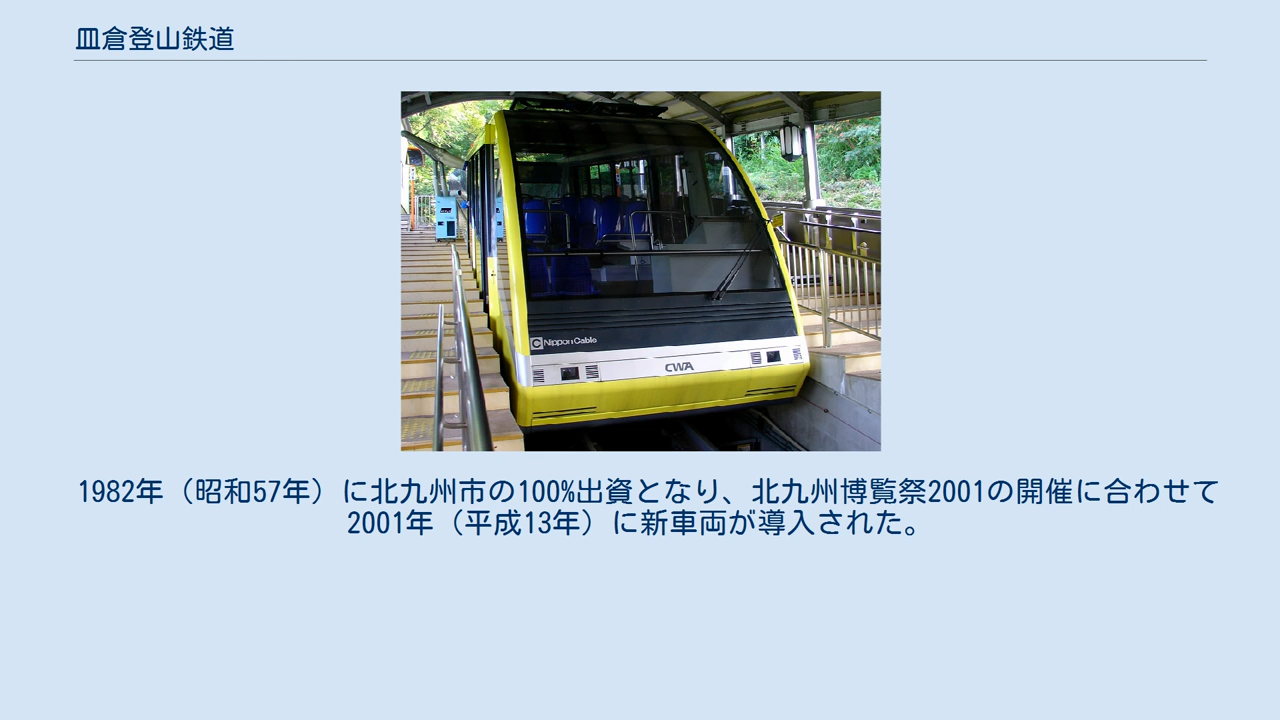 皿倉登山鉄道
Nippon Cable
CWA
1982年（昭和57年）に北九州市の100%出資となり、北九州博覧祭2001の開催に合わせて
2001年（平成13年）に新車両が導入された。